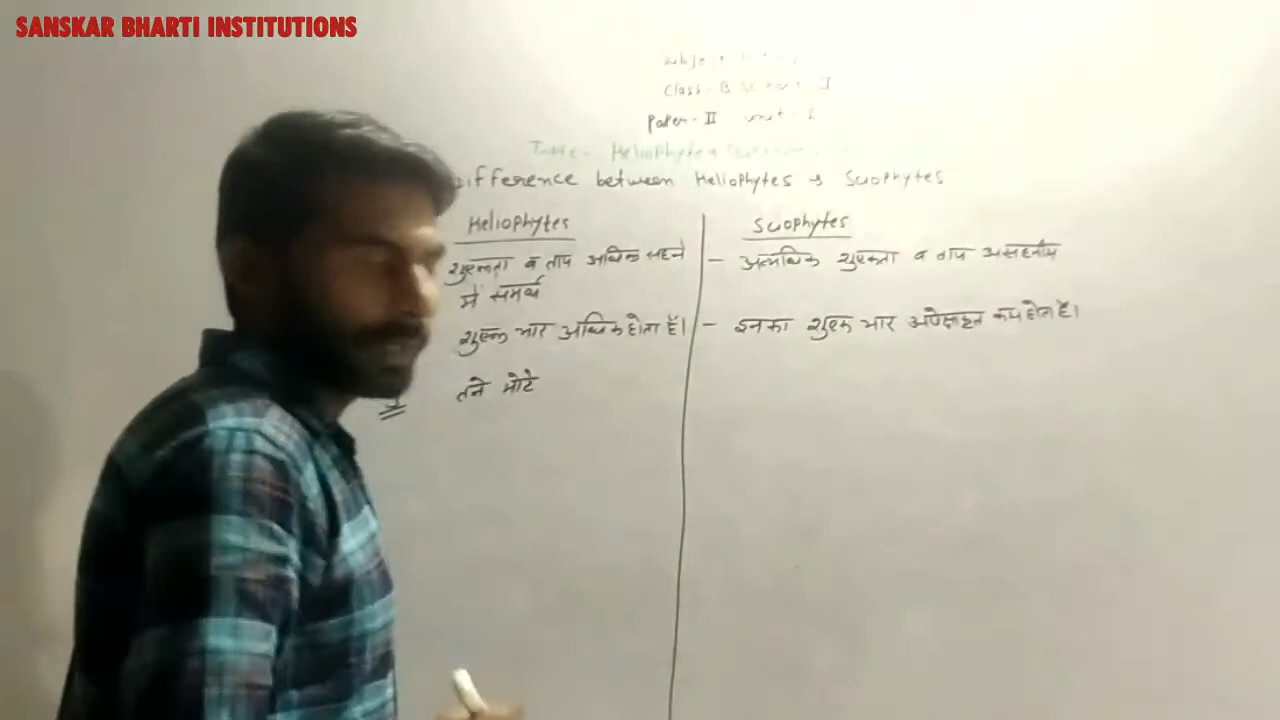 SANSKAR BHARTI INSTITUTIONS
Class - B
Paper - II unit -
Difference between Heliophytes → Sciophytes
Heliophytes
शुष्कता व ताप अधिक सहने
में समर्थ
शुष्क भार अधिक होता है।
तने मोटे
Sciophytes
- अत्यधिक शुष्कता व ताप असहनीय
- इनका शुष्क भार अपेक्षाकृत कम होता है।